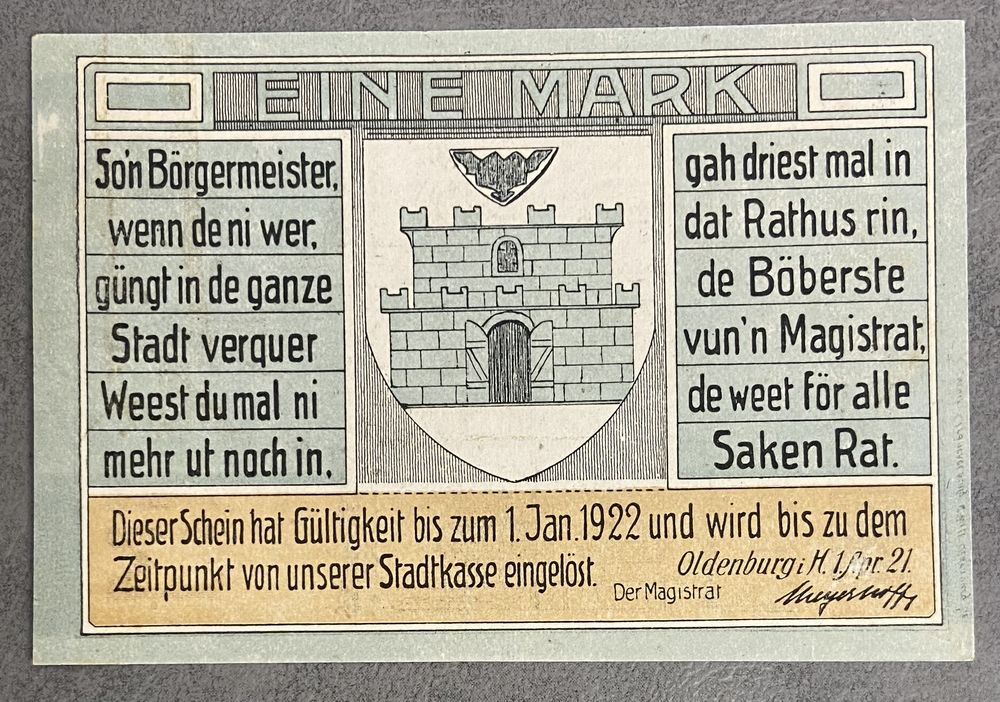 EINE MARK
So'n Börgermeister,
wenn de ni wer,
güngt in de ganze
Stadt verquer
Weest du mal ni
mehr ut noch in,
gah driest mal in
dat Rathus rin,
de Böberste
vun'n Magistrat,
de weet för alle
Saken Rat.
Dieser Schein hat Gültigkeit bis zum 1. Jan. 1922 und wird bis zu dem
Zeitpunkt von unserer Stadtkasse eingelöst.
Oldenburg i. H. 1. Apr. 21.
Der Magistrat